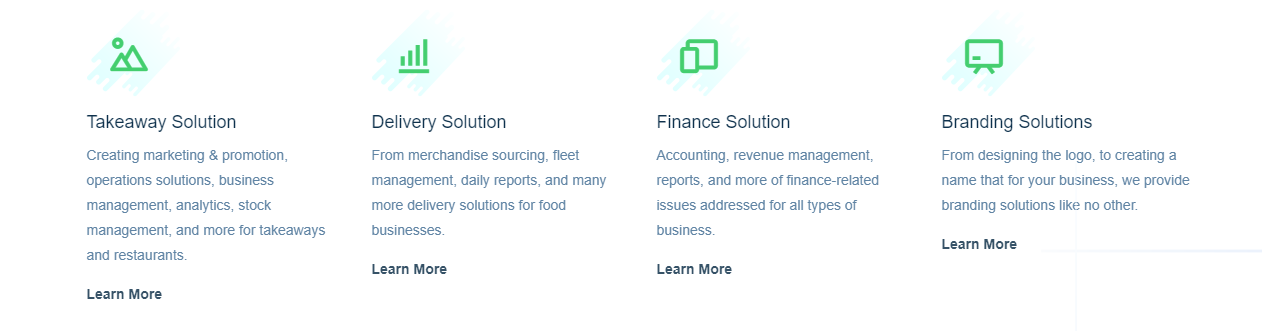 Takeaway Solution
Creating marketing & promotion,
operations solutions, business
management, analytics, stock
management, and more for takeaways
and restaurants.
Learn More
Delivery Solution
From merchandise sourcing, fleet
management, daily reports, and many
more delivery solutions for food
businesses.
Learn More
Finance Solution
Accounting, revenue management,
reports, and more of finance-related
issues addressed for all types of
business.
Learn More
Branding Solutions
From designing the logo, to creating a
name that for your business, we provide
branding solutions like no other.
Learn More